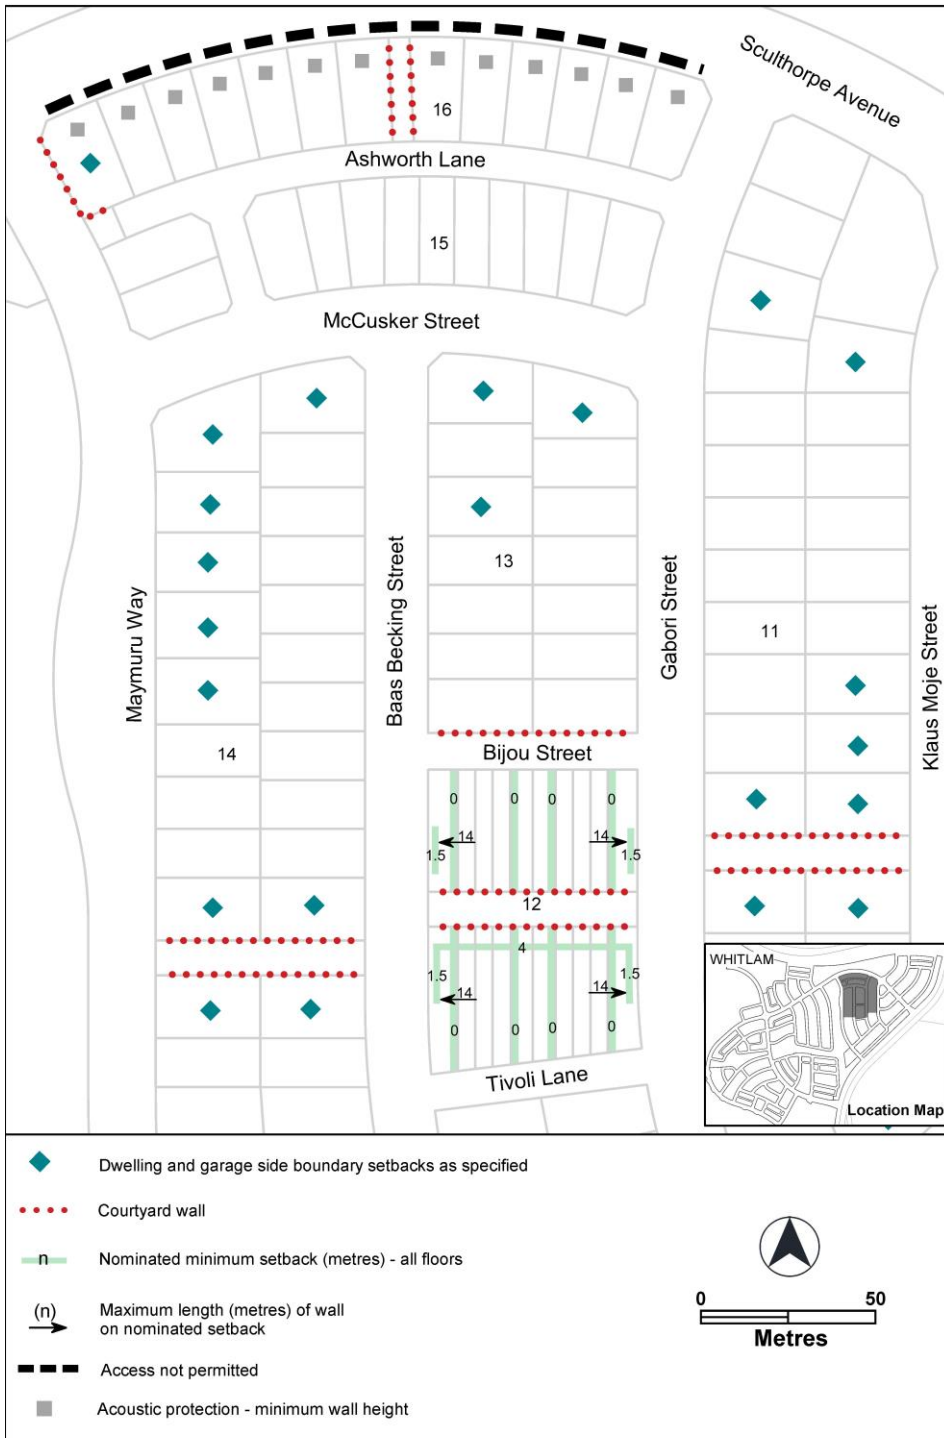 Sculthorpe Avenue
16
Ashworth Lane
15
McCusker Street
Maymuru Way
Baas Becking Street
Gabori Street
Klaus Moje Street
13
11
14
Bijou Street
0
0
0
0
14
14
1.5
1.5
12
4
1.5
1.5
14
14
0
0
0
0
Tivoli Lane
WHITLAM
Location Map
Dwelling and garage side boundary setbacks as specified
Courtyard wall
n
Nominated minimum setback (metres) - all floors
(n)
Maximum length (metres) of wall
on nominated setback
Access not permitted
Acoustic protection - minimum wall height
0
50
Metres